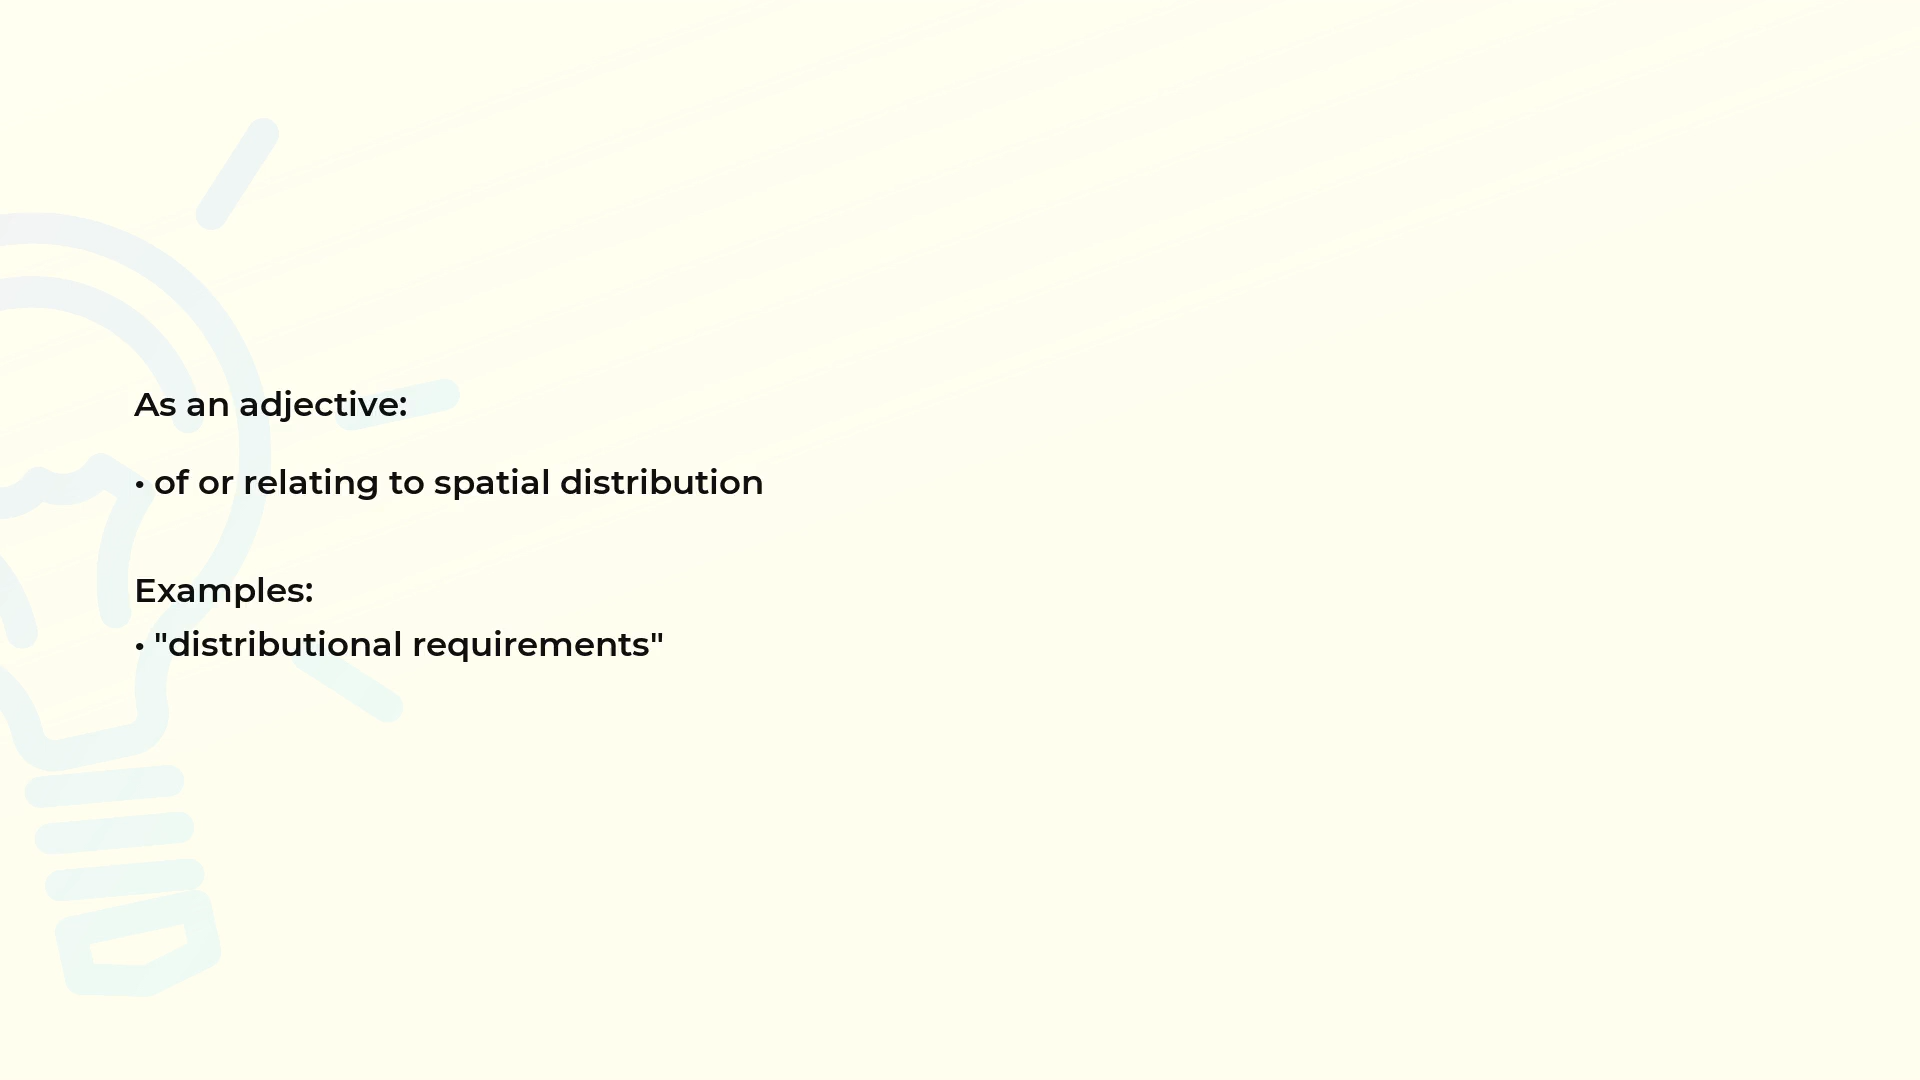 As an adjective:
• of or relating to spatial distribution
Examples:
• "distributional requirements"